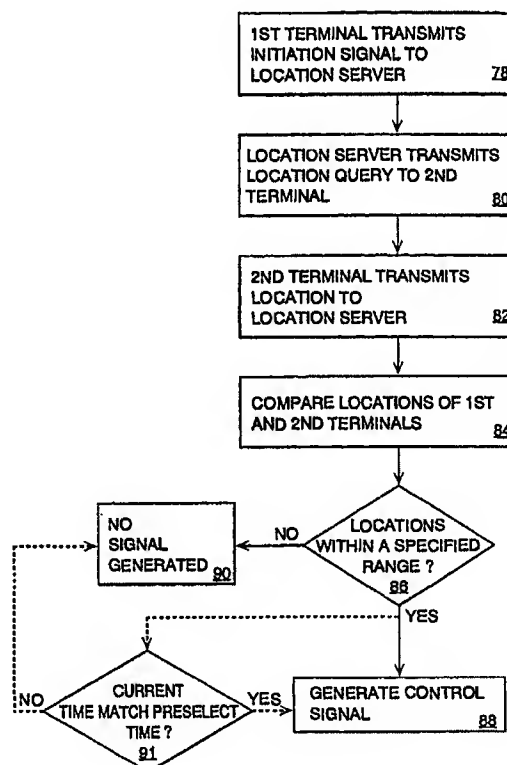 1ST TERMINAL TRANSMITS
INITIATION SIGNAL TO
LOCATION SERVER 78
LOCATION SERVER TRANSMITS
LOCATION QUERY TO 2ND
TERMINAL 80
2ND TERMINAL TRANSMITS
LOCATION TO
LOCATION SERVER 82
COMPARE LOCATIONS OF 1ST
AND 2ND TERMINALS 84
LOCATIONS
WITHIN A SPECIFIED
RANGE ?
86
NO
YES
NO
SIGNAL
GENERATED 90
CURRENT
TIME MATCH PRESELECT
TIME ?
91
NO
YES
GENERATE CONTROL
SIGNAL 88